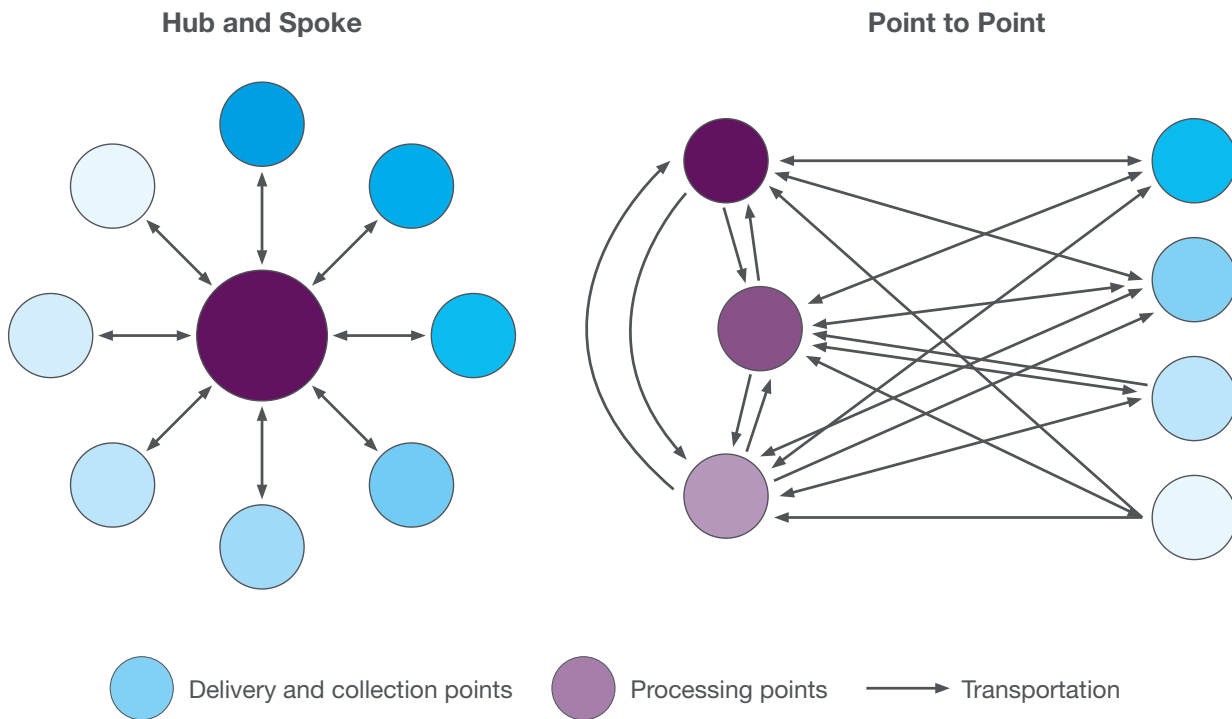 Hub and Spoke
Point to Point
Delivery and collection points
Processing points
Transportation